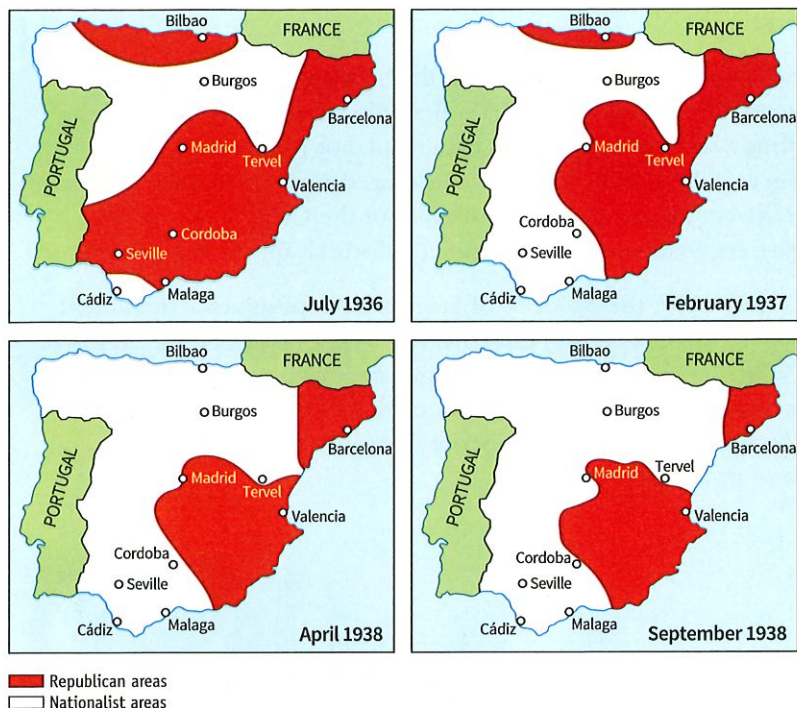 Bilbao
FRANCE
Burgos
Barcelona
PORTUGAL
Madrid
Tervel
Valencia
Cordoba
Seville
Cádiz
Malaga
July 1936
Bilbao
FRANCE
Burgos
Barcelona
PORTUGAL
Madrid
Tervel
Valencia
Cordoba
Seville
Cádiz
Malaga
February 1937
Bilbao
FRANCE
Burgos
Barcelona
PORTUGAL
Madrid
Tervel
Valencia
Cordoba
Seville
Cádiz
Malaga
April 1938
Bilbao
FRANCE
Burgos
Barcelona
PORTUGAL
Madrid
Tervel
Valencia
Cordoba
Seville
Cádiz
Malaga
September 1938
Republican areas
Nationalist areas